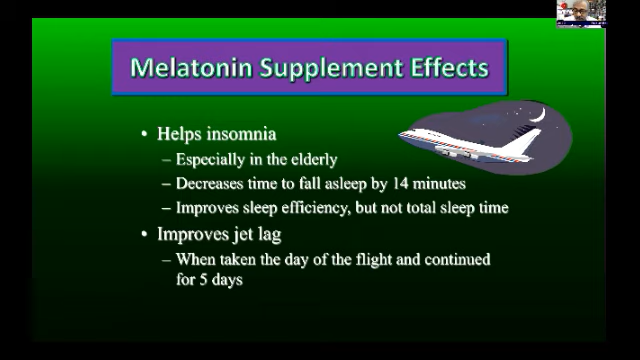 Melatonin Supplement Effects
• Helps insomnia
– Especially in the elderly
– Decreases time to fall asleep by 14 minutes
– Improves sleep efficiency, but not total sleep time
• Improves jet lag
– When taken the day of the flight and continued
for 5 days